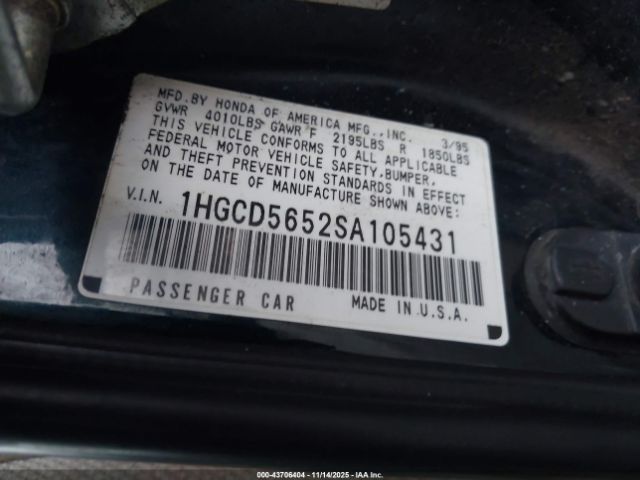 MFD. BY HONDA OF AMERICA MFG., INC. 3/95
GVWR 4010LBS GAWR F 2195LBS R 1850LBS
THIS VEHICLE CONFORMS TO ALL APPLICABLE
FEDERAL MOTOR VEHICLE SAFETY, BUMPER,
AND THEFT PREVENTION STANDARDS IN EFFECT
ON THE DATE OF MANUFACTURE SHOWN ABOVE:
V.I.N. 1HGCD5652SA105431
PASSENGER CAR MADE IN U.S.A.
000-43706404 - 11/14/2025 - IAA Inc.